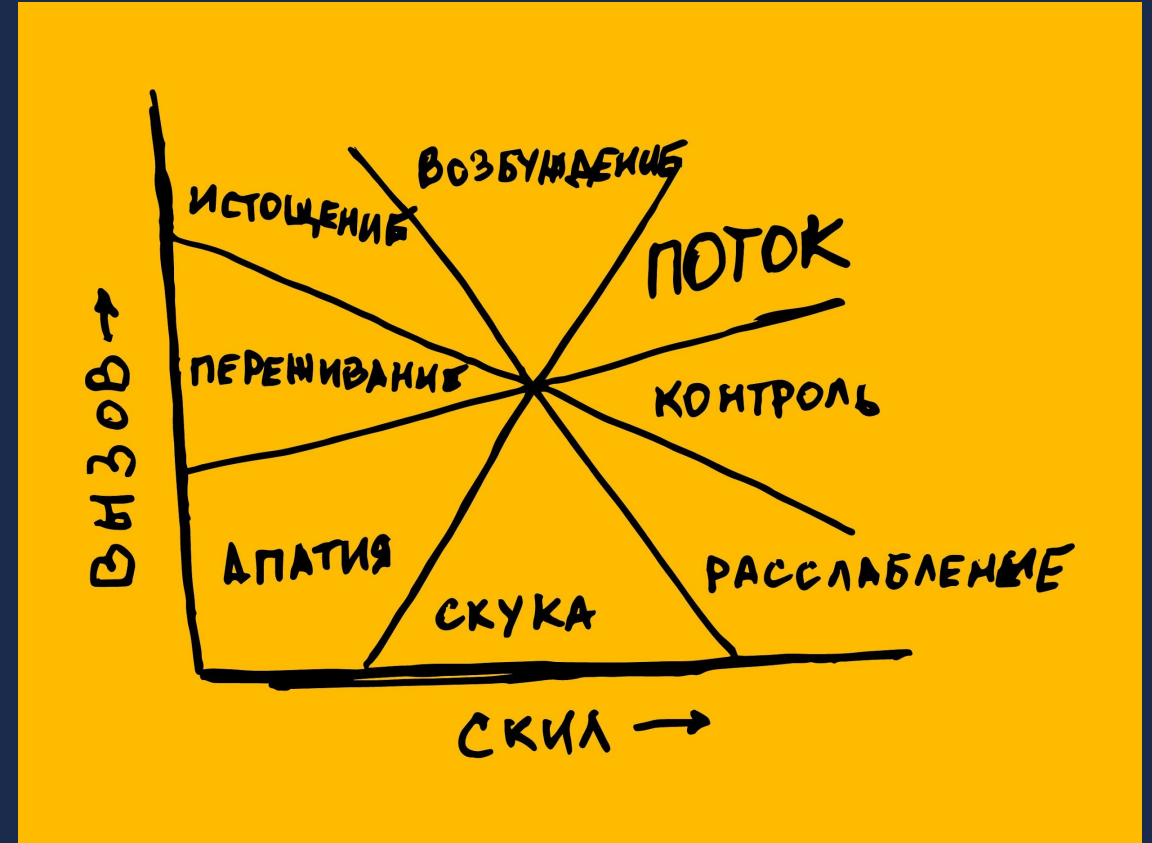 ВОЗБУЖДЕНИЕ
ИСТОЩЕНИЕ
ПОТОК
ПЕРЕЖИВАНИЕ
КОНТРОЛЬ
АПАТИЯ
РАССЛАБЛЕНИЕ
СКУКА
ВЫЗОВ →
СКИЛ →